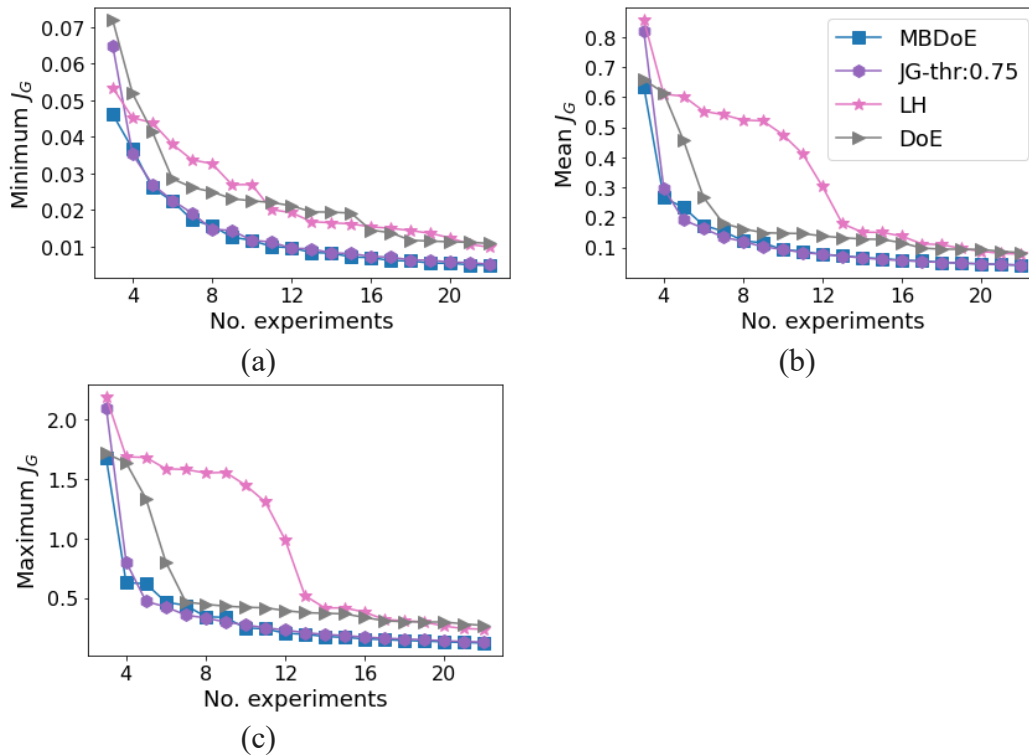 Minimum J_G
0.07
0.06
0.05
0.04
0.03
0.02
0.01
4 8 12 16 20
No. experiments
(a)
Mean J_G
0.8
0.7
0.6
0.5
0.4
0.3
0.2
0.1
4 8 12 16 20
No. experiments
MBDoE
JG-thr:0.75
LH
DoE
(b)
Maximum J_G
2.0
1.5
1.0
0.5
4 8 12 16 20
No. experiments
(c)